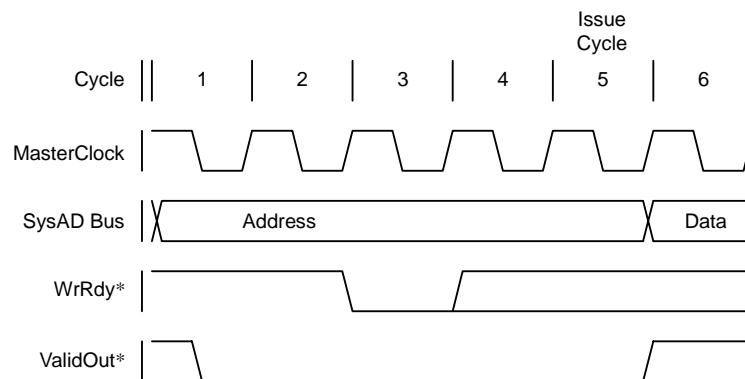 Issue
Cycle
Cycle 1 2 3 4 5 6
MasterClock
SysAD Bus Address Data
WrRdy*
ValidOut*